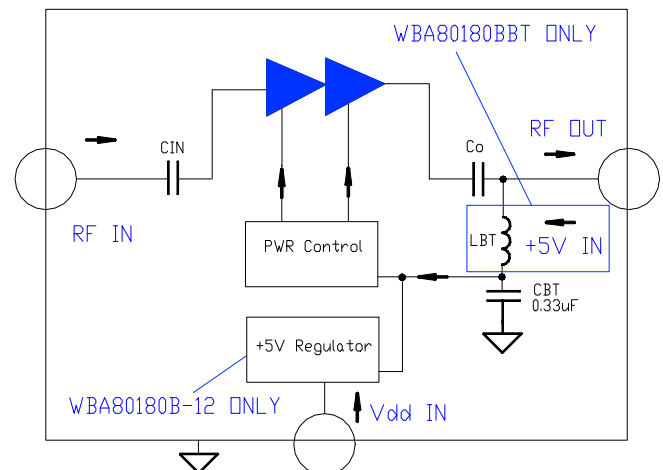 WBA80180BBT ONLY
CIN
Co
RF OUT
RF IN
PWR Control
LBT
+5V IN
CBT
0.33uF
+5V Regulator
WBA80180B-12 ONLY
Vdd IN